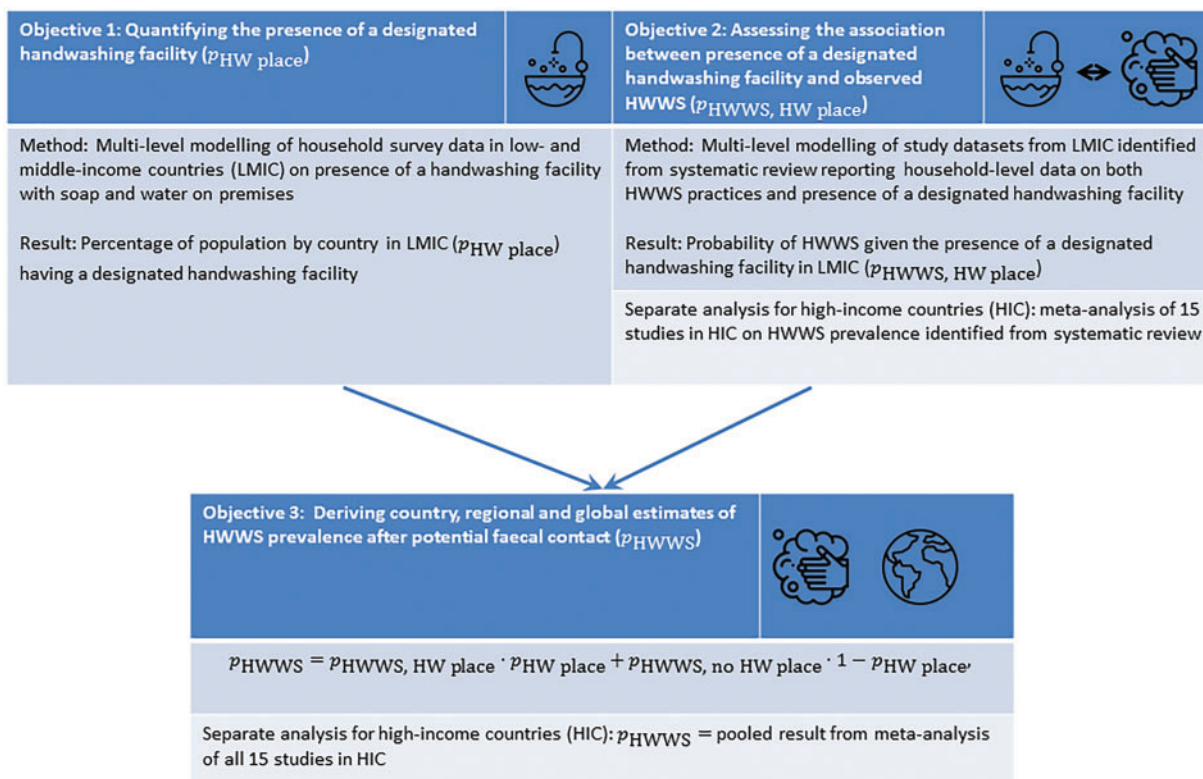 Objective 1: Quantifying the presence of a designated
handwashing facility (pHW place)
Method: Multi-level modelling of household survey data in low- and
middle-income countries (LMIC) on presence of a handwashing facility
with soap and water on premises
Result: Percentage of population by country in LMIC (pHW place)
having a designated handwashing facility
Objective 2: Assessing the association
between presence of a designated
handwashing facility and observed
HWWS (pHWWS, HW place)
Method: Multi-level modelling of study datasets from LMIC identified
from systematic review reporting household-level data on both
HWWS practices and presence of a designated handwashing facility
Result: Probability of HWWS given the presence of a designated
handwashing facility in LMIC (pHWWS, HW place)
Separate analysis for high-income countries (HIC): meta-analysis of 15
studies in HIC on HWWS prevalence identified from systematic review
Objective 3: Deriving country, regional and global estimates of
HWWS prevalence after potential faecal contact (pHWWS)
pHWWS = pHWWS, HW place · pHW place + pHWWS, no HW place · 1 − pHW place,
Separate analysis for high-income countries (HIC): pHWWS = pooled result from meta-analysis
of all 15 studies in HIC